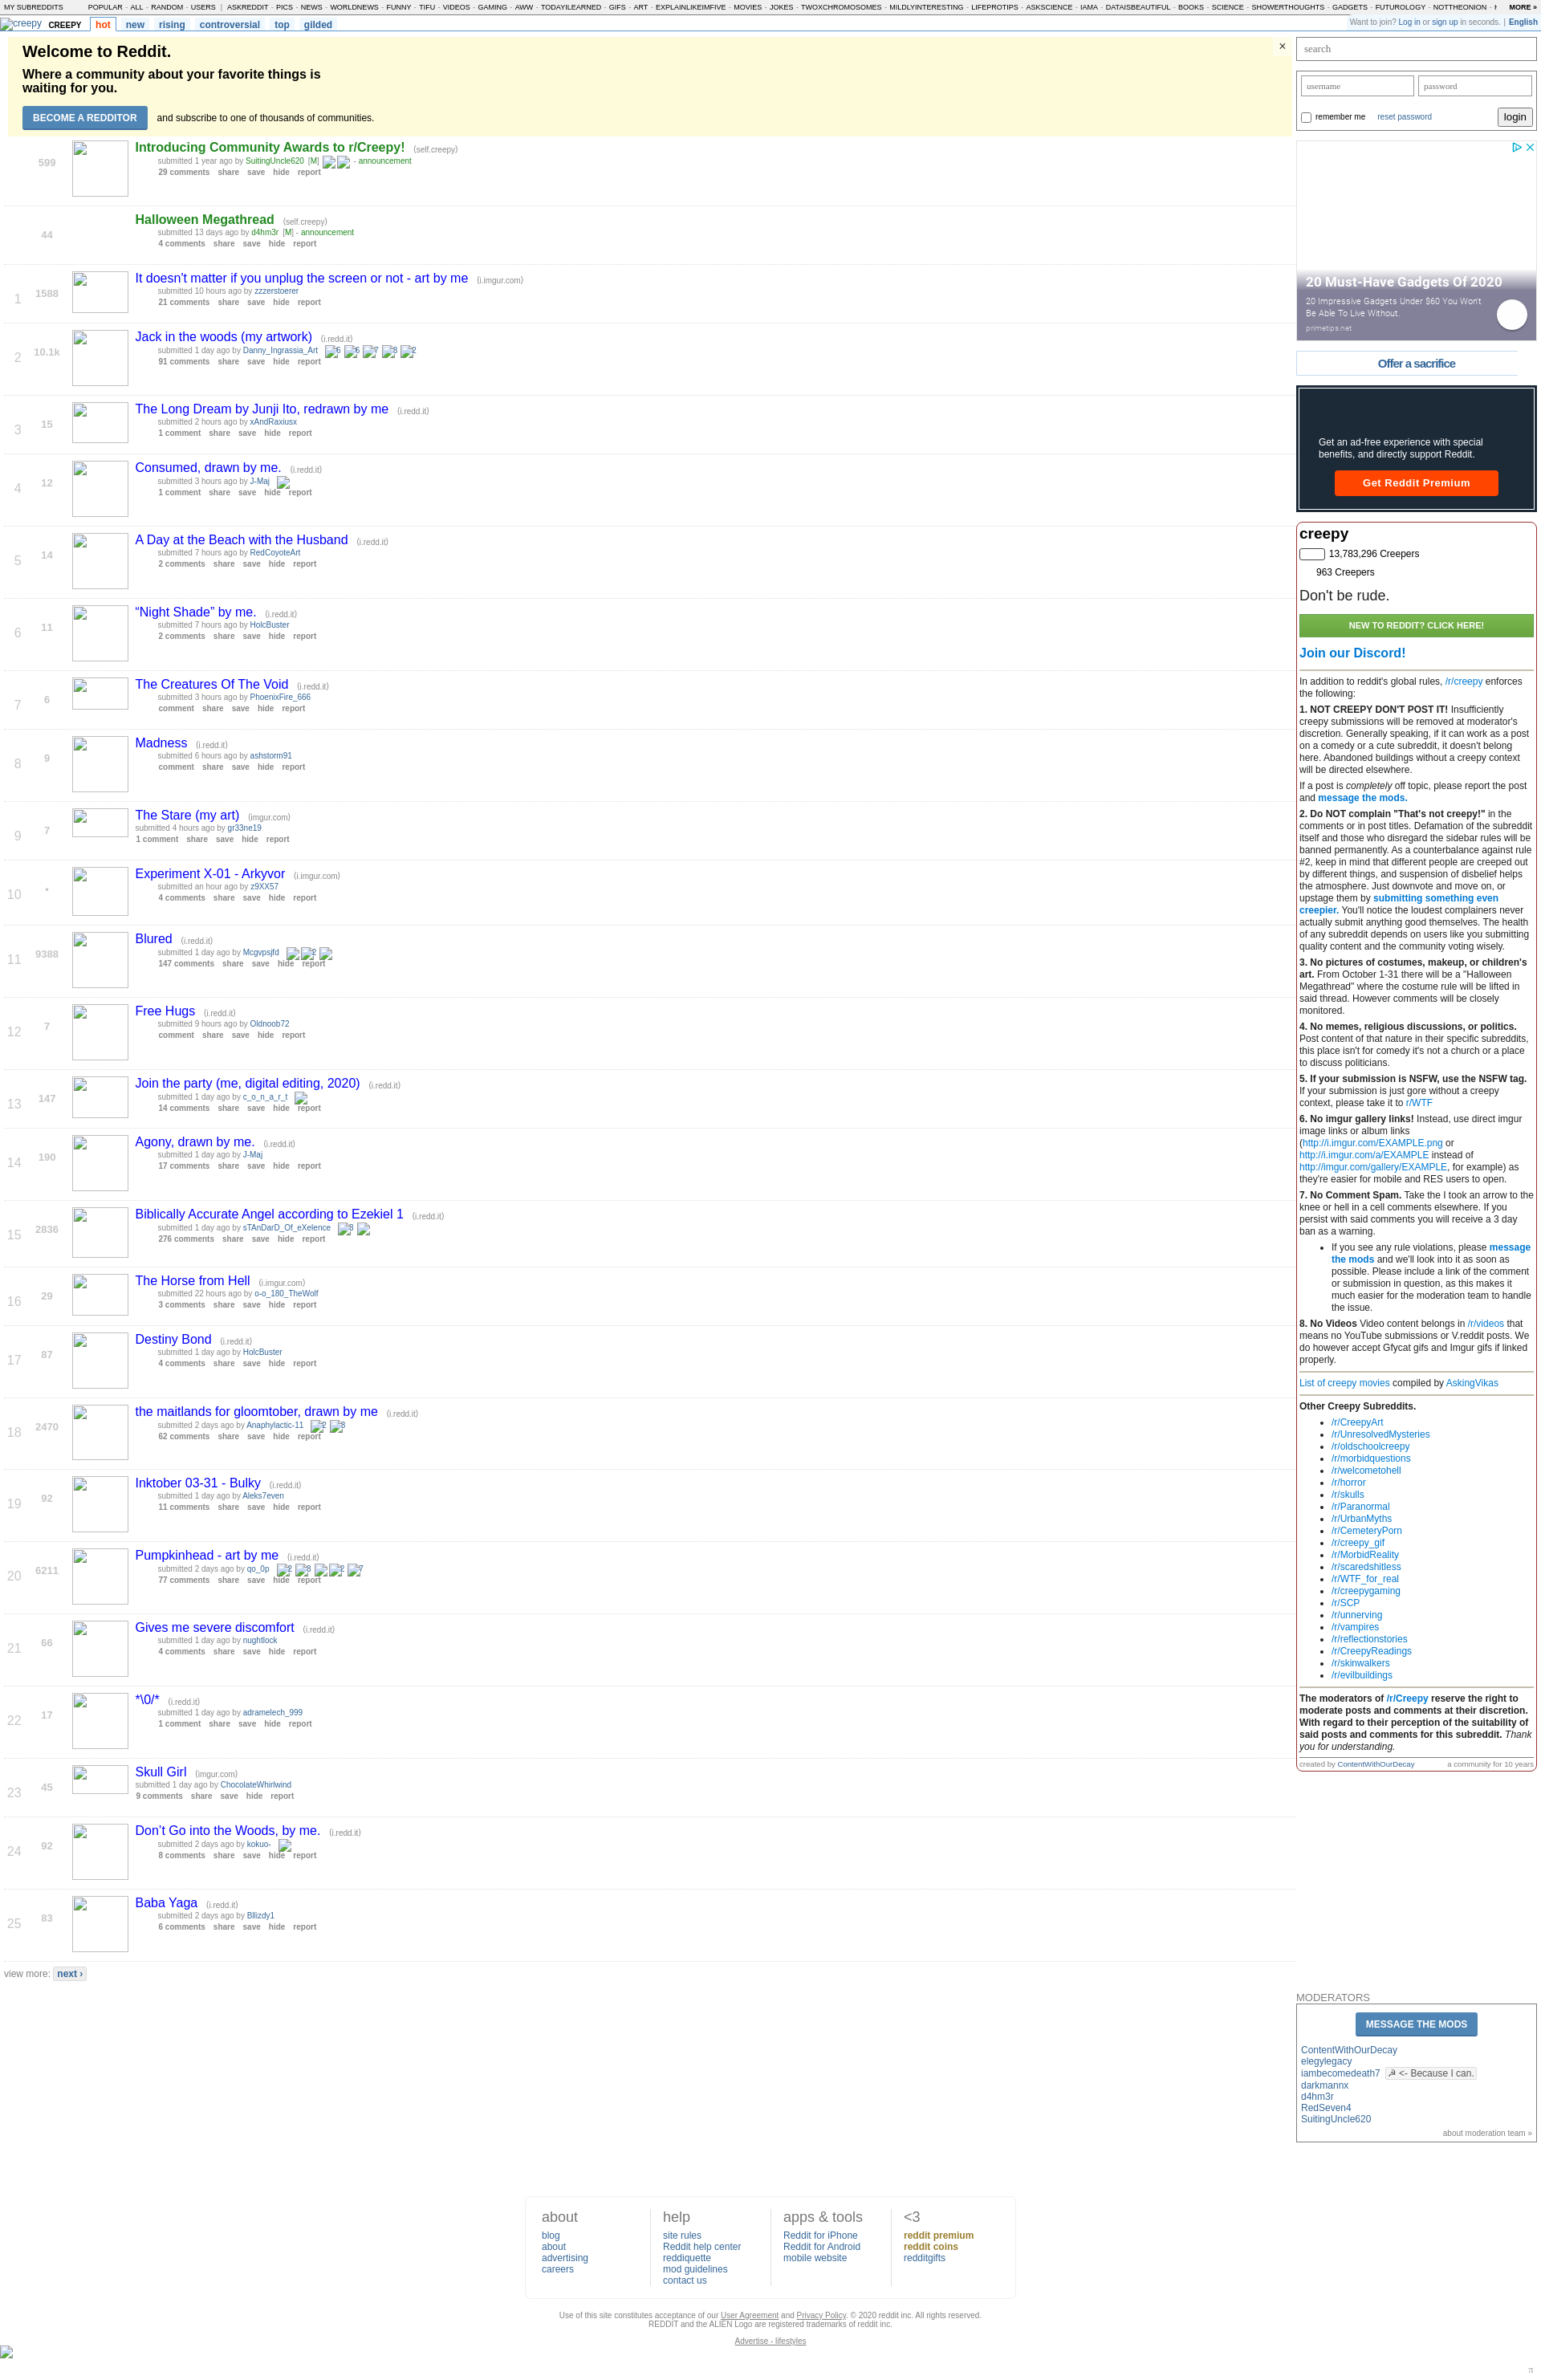 MY SUBREDDITS POPULAR - ALL - RANDOM - USERS | ASKREDDIT - PICS - NEWS - WORLDNEWS - FUNNY - TIFU - VIDEOS - GAMING - AWW - TODAYILEARNED - GIFS - ART - EXPLAINLIKEIMFIVE - MOVIES - JOKES - TWOXCHROMOSOMES - MILDLYINTERESTING - LIFEPROTIPS - ASKSCIENCE - IAMA - DATAISBEAUTIFUL - BOOKS - SCIENCE - SHOWERTHOUGHTS - GADGETS - FUTUROLOGY - NOTTHEONION - MORE »
creepy CREEPY hot new rising controversial top gilded
Want to join? Log in or sign up in seconds. | English
Welcome to Reddit.
Where a community about your favorite things is
waiting for you.
BECOME A REDDITOR and subscribe to one of thousands of communities.
×
599
Introducing Community Awards to r/Creepy! (self.creepy)
submitted 1 year ago by SuitingUncle620 [M] - announcement
29 comments share save hide report
44
Halloween Megathread (self.creepy)
submitted 13 days ago by d4hm3r [M] - announcement
4 comments share save hide report
1 1588
It doesn't matter if you unplug the screen or not - art by me (i.imgur.com)
submitted 10 hours ago by zzzerstoerer
21 comments share save hide report
2 10.1k
Jack in the woods (my artwork) (i.redd.it)
submitted 1 day ago by Danny_Ingrassia_Art 6 6 7 3 2
91 comments share save hide report
3 15
The Long Dream by Junji Ito, redrawn by me (i.redd.it)
submitted 2 hours ago by xAndRaxiusx
1 comment share save hide report
4 12
Consumed, drawn by me. (i.redd.it)
submitted 3 hours ago by J-Maj
1 comment share save hide report
5 14
A Day at the Beach with the Husband (i.redd.it)
submitted 7 hours ago by RedCoyoteArt
2 comments share save hide report
6 11
“Night Shade” by me. (i.redd.it)
submitted 7 hours ago by HolcBuster
2 comments share save hide report
7 6
The Creatures Of The Void (i.redd.it)
submitted 3 hours ago by PhoenixFire_666
comment share save hide report
8 9
Madness (i.redd.it)
submitted 6 hours ago by ashstorm91
comment share save hide report
9 7
The Stare (my art) (imgur.com)
submitted 4 hours ago by gr33ne19
1 comment share save hide report
10 •
Experiment X-01 - Arkyvor (i.imgur.com)
submitted an hour ago by z9XX57
4 comments share save hide report
11 9388
Blured (i.redd.it)
submitted 1 day ago by Mcgvpsjfd 2
147 comments share save hide report
12 7
Free Hugs (i.redd.it)
submitted 9 hours ago by Oldnoob72
comment share save hide report
13 147
Join the party (me, digital editing, 2020) (i.redd.it)
submitted 1 day ago by c_o_n_a_r_t
14 comments share save hide report
14 190
Agony, drawn by me. (i.redd.it)
submitted 1 day ago by J-Maj
17 comments share save hide report
15 2836
Biblically Accurate Angel according to Ezekiel 1 (i.redd.it)
submitted 1 day ago by sTAnDarD_Of_eXelence 3
276 comments share save hide report
16 29
The Horse from Hell (i.imgur.com)
submitted 22 hours ago by o-o_180_TheWolf
3 comments share save hide report
17 87
Destiny Bond (i.redd.it)
submitted 1 day ago by HolcBuster
4 comments share save hide report
18 2470
the maitlands for gloomtober, drawn by me (i.redd.it)
submitted 2 days ago by Anaphylactic-11 2 3
62 comments share save hide report
19 92
Inktober 03-31 - Bulky (i.redd.it)
submitted 1 day ago by Aleks7even
11 comments share save hide report
20 6211
Pumpkinhead - art by me (i.redd.it)
submitted 2 days ago by qo_0p 2 3 2 7
77 comments share save hide report
21 66
Gives me severe discomfort (i.redd.it)
submitted 1 day ago by nughtlock
4 comments share save hide report
22 17
*\0/* (i.redd.it)
submitted 1 day ago by adramelech_999
1 comment share save hide report
23 45
Skull Girl (imgur.com)
submitted 1 day ago by ChocolateWhirlwind
9 comments share save hide report
24 92
Don’t Go into the Woods, by me. (i.redd.it)
submitted 2 days ago by kokuo-
8 comments share save hide report
25 83
Baba Yaga (i.redd.it)
submitted 2 days ago by Bllizdy1
6 comments share save hide report
view more: next ›
search
username password
remember me reset password login
20 Must-Have Gadgets Of 2020
20 Impressive Gadgets Under $60 You Won't
Be Able To Live Without.
primetips.net
Offer a sacrifice
Get an ad-free experience with special
benefits, and directly support Reddit.
Get Reddit Premium
creepy
13,783,296 Creepers
963 Creepers
Don't be rude.
NEW TO REDDIT? CLICK HERE!
Join our Discord!
In addition to reddit's global rules, /r/creepy enforces
the following:
1. NOT CREEPY DON'T POST IT! Insufficiently
creepy submissions will be removed at moderator's
discretion. Generally speaking, if it can work as a post
on a comedy or a cute subreddit, it doesn't belong
here. Abandoned buildings without a creepy context
will be directed elsewhere.
If a post is completely off topic, please report the post
and message the mods.
2. Do NOT complain "That's not creepy!" in the
comments or in post titles. Defamation of the subreddit
itself and those who disregard the sidebar rules will be
banned permanently. As a counterbalance against rule
#2, keep in mind that different people are creeped out
by different things, and suspension of disbelief helps
the atmosphere. Just downvote and move on, or
upstage them by submitting something even
creepier. You'll notice the loudest complainers never
actually submit anything good themselves. The health
of any subreddit depends on users like you submitting
quality content and the community voting wisely.
3. No pictures of costumes, makeup, or children's
art. From October 1-31 there will be a "Halloween
Megathread" where the costume rule will be lifted in
said thread. However comments will be closely
monitored.
4. No memes, religious discussions, or politics.
Post content of that nature in their specific subreddits,
this place isn't for comedy it's not a church or a place
to discuss politicians.
5. If your submission is NSFW, use the NSFW tag.
If your submission is just gore without a creepy
context, please take it to r/WTF
6. No imgur gallery links! Instead, use direct imgur
image links or album links
(http://i.imgur.com/EXAMPLE.png or
http://i.imgur.com/a/EXAMPLE instead of
http://imgur.com/gallery/EXAMPLE, for example) as
they're easier for mobile and RES users to open.
7. No Comment Spam. Take the I took an arrow to the
knee or hell in a cell comments elsewhere. If you
persist with said comments you will receive a 3 day
ban as a warning.
• If you see any rule violations, please message
the mods and we'll look into it as soon as
possible. Please include a link of the comment
or submission in question, as this makes it
much easier for the moderation team to handle
the issue.
8. No Videos Video content belongs in /r/videos that
means no YouTube submissions or V.reddit posts. We
do however accept Gfycat gifs and Imgur gifs if linked
properly.
List of creepy movies compiled by AskingVikas
Other Creepy Subreddits.
• /r/CreepyArt
• /r/UnresolvedMysteries
• /r/oldschoolcreepy
• /r/morbidquestions
• /r/welcometohell
• /r/horror
• /r/skulls
• /r/Paranormal
• /r/UrbanMyths
• /r/CemeteryPorn
• /r/creepy_gif
• /r/MorbidReality
• /r/scaredshitless
• /r/WTF_for_real
• /r/creepygaming
• /r/SCP
• /r/unnerving
• /r/vampires
• /r/reflectionstories
• /r/CreepyReadings
• /r/skinwalkers
• /r/evilbuildings
The moderators of /r/Creepy reserve the right to
moderate posts and comments at their discretion.
With regard to their perception of the suitability of
said posts and comments for this subreddit. Thank
you for understanding.
created by ContentWithOurDecay a community for 10 years
MODERATORS
MESSAGE THE MODS
ContentWithOurDecay
elegylegacy
iambecomedeath7 ☭ <- Because I can.
darkmannx
d4hm3r
RedSeven4
SuitingUncle620
about moderation team »
about
blog
about
advertising
careers
help
site rules
Reddit help center
reddiquette
mod guidelines
contact us
apps & tools
Reddit for iPhone
Reddit for Android
mobile website
<3
reddit premium
reddit coins
redditgifts
Use of this site constitutes acceptance of our User Agreement and Privacy Policy. © 2020 reddit inc. All rights reserved.
REDDIT and the ALIEN Logo are registered trademarks of reddit inc.
Advertise - lifestyles
π